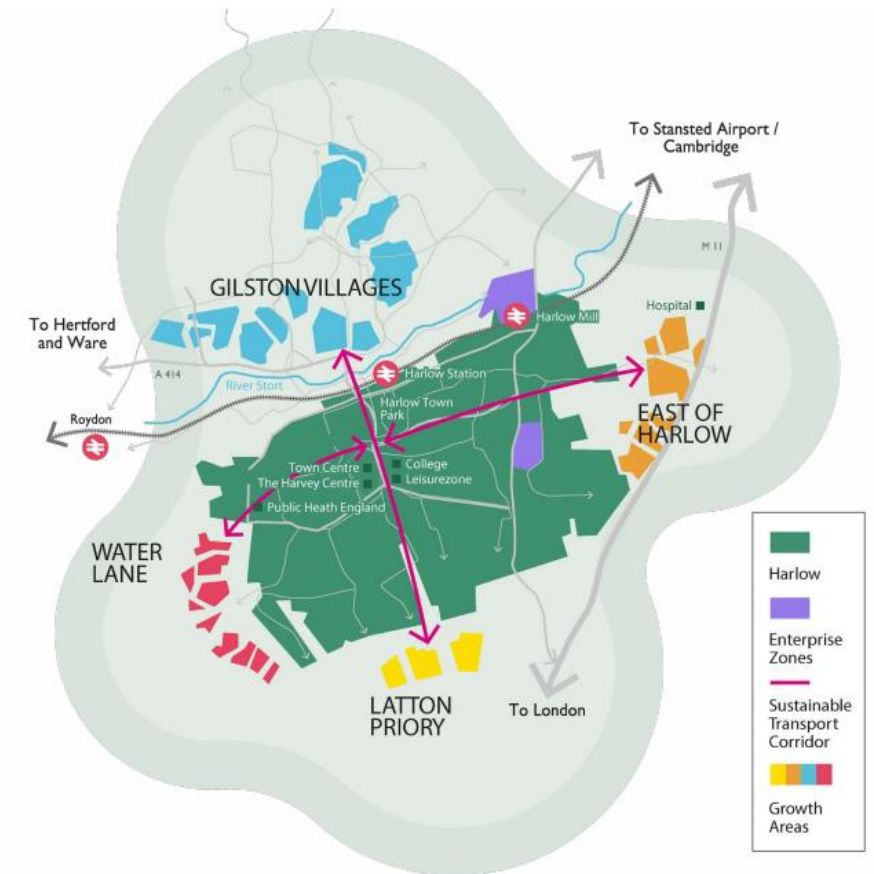 To Stansted Airport /
Cambridge
M 11
GILSTON VILLAGES
Hospital
To Hertford
and Ware
Harlow Mill
A 414
River Stort
Harlow Station
Roydon
Harlow Town
Park
EAST OF
HARLOW
Town Centre
College
The Harvey Centre
Leisurezone
Public Heath England
WATER
LANE
LATTON
PRIORY
To London
Harlow
Enterprise
Zones
Sustainable
Transport
Corridor
Growth
Areas